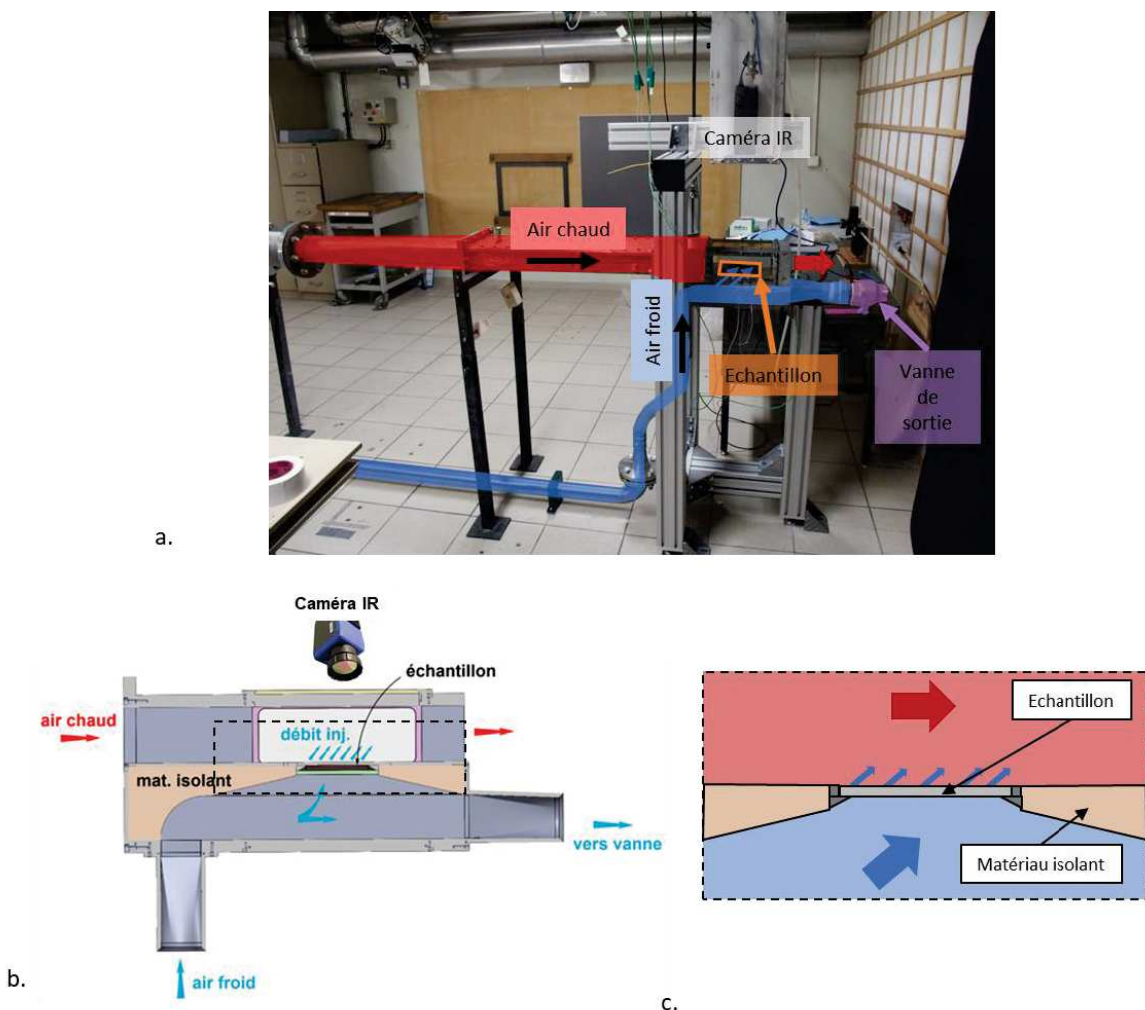 Caméra IR
Air chaud
Air froid
Echantillon
Vanne
de
sortie
a.
Caméra IR
échantillon
air chaud
débit inj.
mat. isolant
vers vanne
air froid
b.
Echantillon
Matèriau isolant
c.